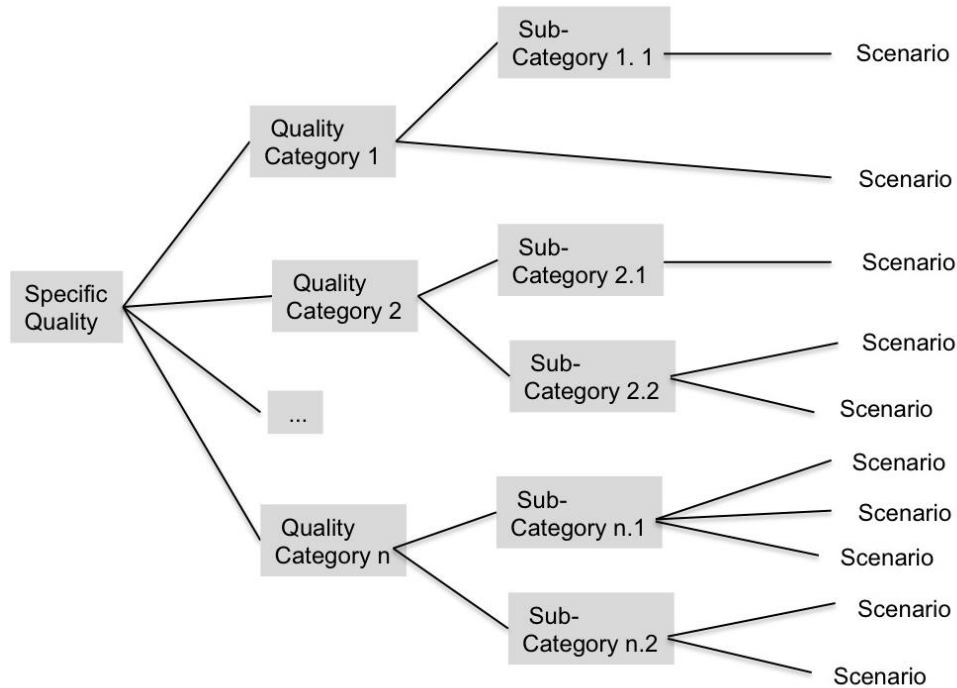 Sub-
Category 1. 1
Scenario
Quality
Category 1
Scenario
Sub-
Category 2.1
Scenario
Specific
Quality
Quality
Category 2
Scenario
Sub-
Category 2.2
Scenario
...
Scenario
Sub-
Category n.1
Scenario
Quality
Category n
Scenario
Scenario
Sub-
Category n.2
Scenario